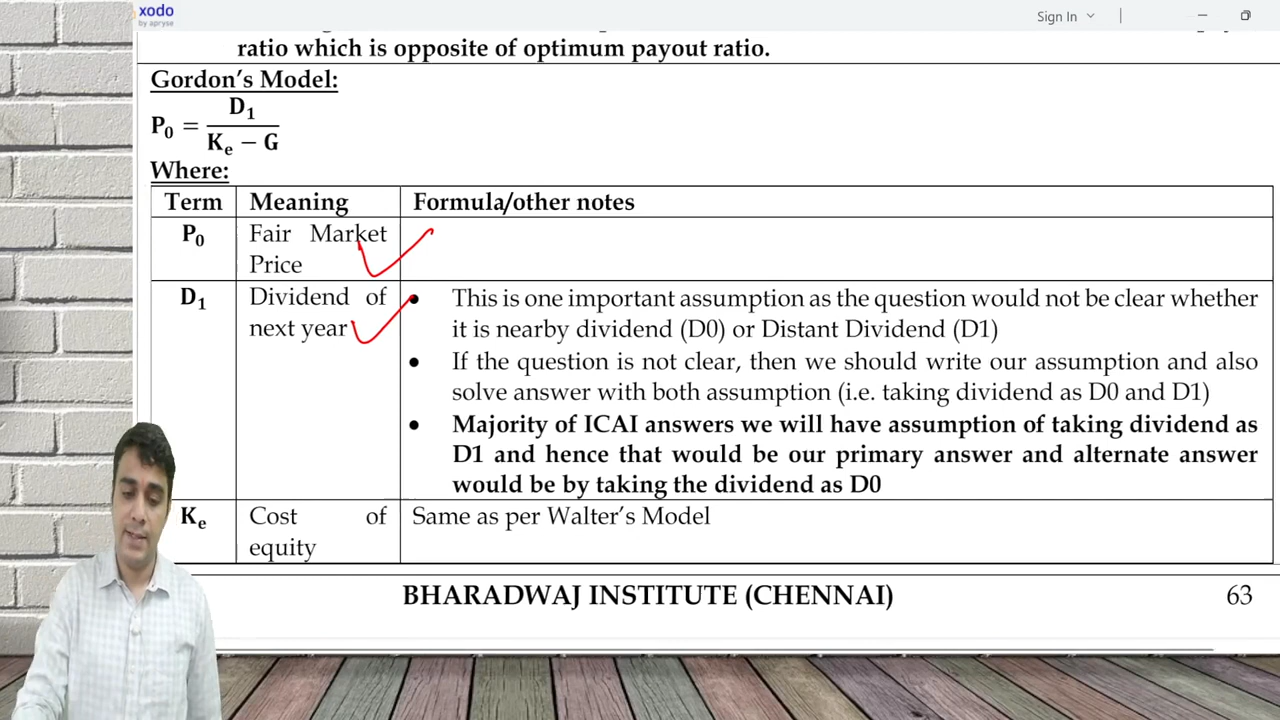 xodo
by apryse
Sign In
ratio which is opposite of optimum payout ratio.
Gordon's Model:
P₀ = D₁ / (Kₑ − G)
Where:
Term Meaning Formula/other notes
P₀ Fair Market
Price
D₁ Dividend of
next year
• This is one important assumption as the question would not be clear whether
it is nearby dividend (D0) or Distant Dividend (D1)
• If the question is not clear, then we should write our assumption and also
solve answer with both assumption (i.e. taking dividend as D0 and D1)
• Majority of ICAI answers we will have assumption of taking dividend as
D1 and hence that would be our primary answer and alternate answer
would be by taking the dividend as D0
Kₑ Cost of
equity
Same as per Walter's Model
BHARADWAJ INSTITUTE (CHENNAI) 63